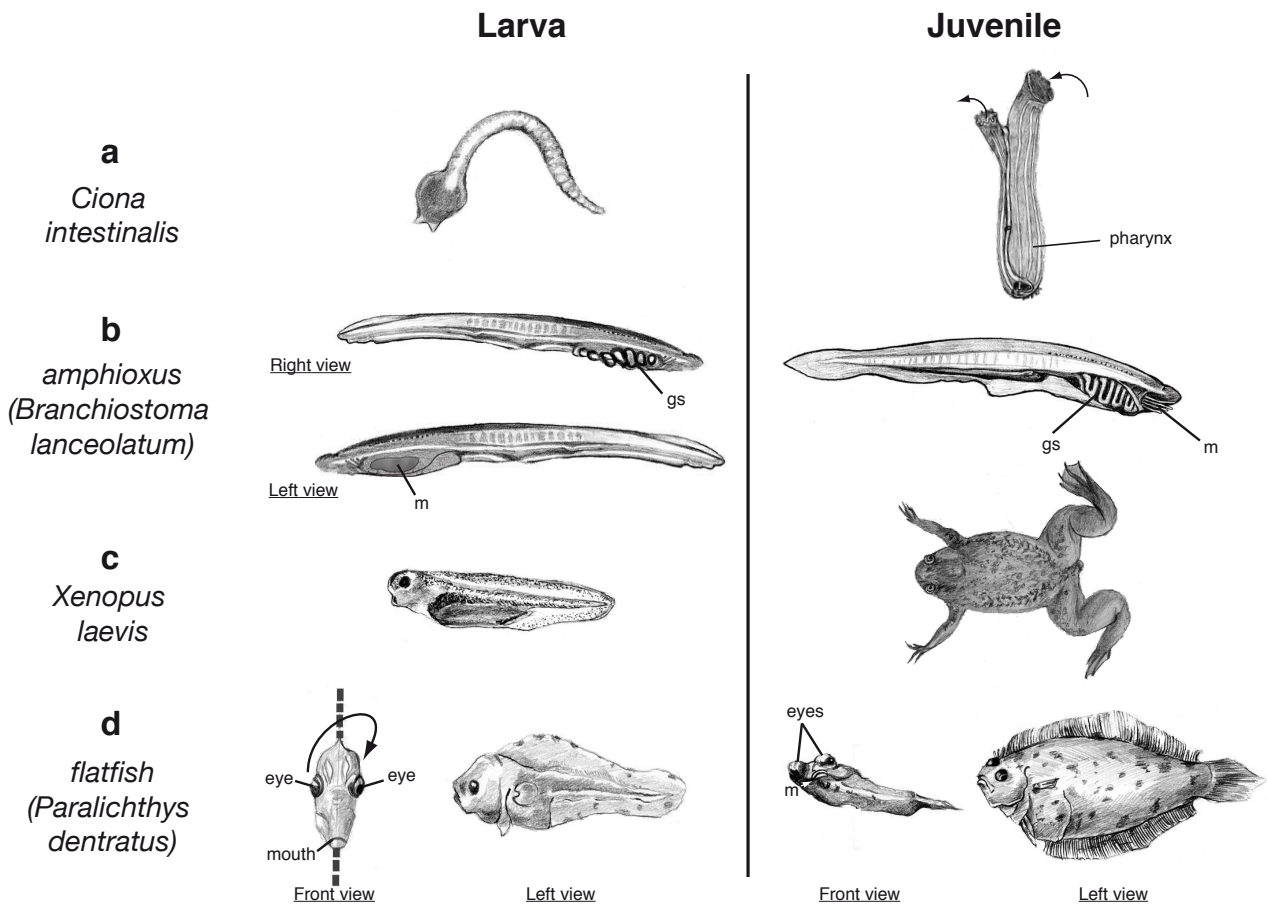 Larva
Juvenile
a
Ciona
intestinalis
pharynx
b
amphioxus
(Branchiostoma
lanceolatum)
Right view
gs
Left view
m
gs
m
c
Xenopus
laevis
d
flatfish
(Paralichthys
dentratus)
eye
eye
mouth
Front view
Left view
eyes
m
Front view
Left view